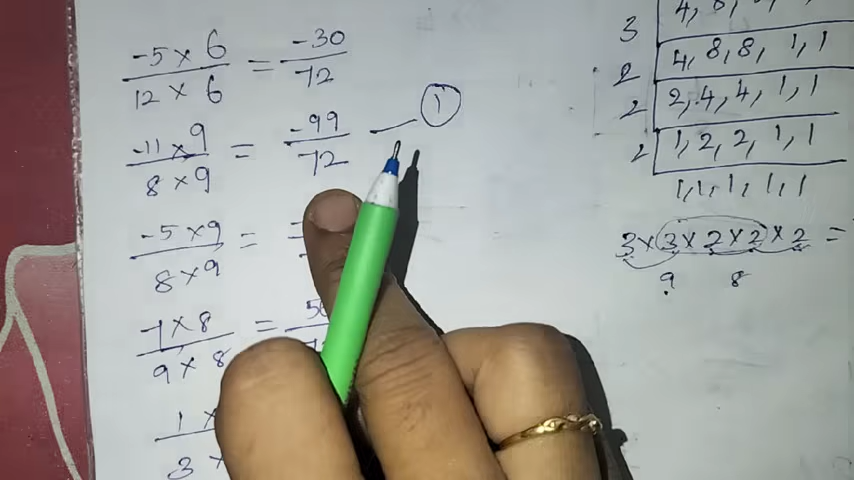 -5 × 6 / 12 × 6 = -30 / 72
-11 × 9 / 8 × 9 = -99 / 72 — 1
-5 × 9 / 8 × 9 =
7 × 8 / 9 × 8 =
1 / 3
3
2 4, 8, 8, 1, 1
2 2, 4, 4, 1, 1
2 1, 2, 2, 1, 1
1, 1, 1, 1, 1
3 × 3 × 2 × 2 × 2 =
9 8